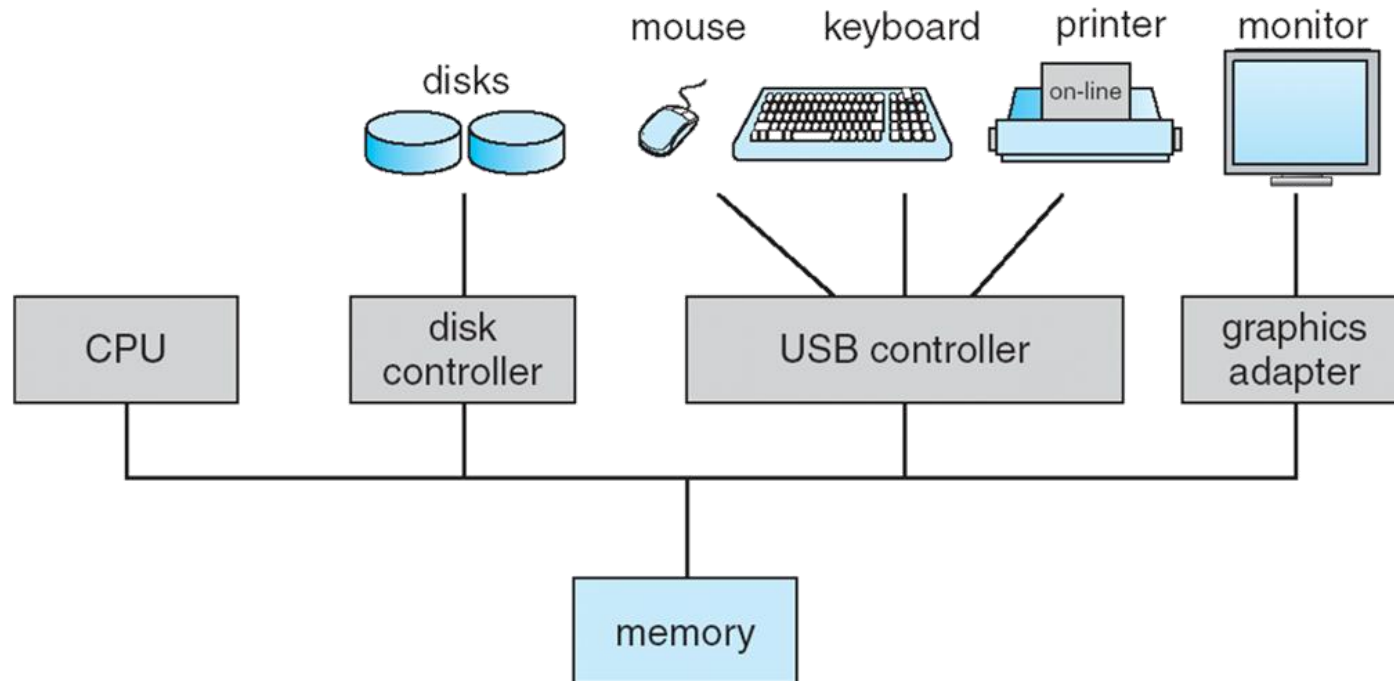 mouse
keyboard
printer
monitor
disks
on-line
CPU
disk
controller
USB controller
graphics
adapter
memory